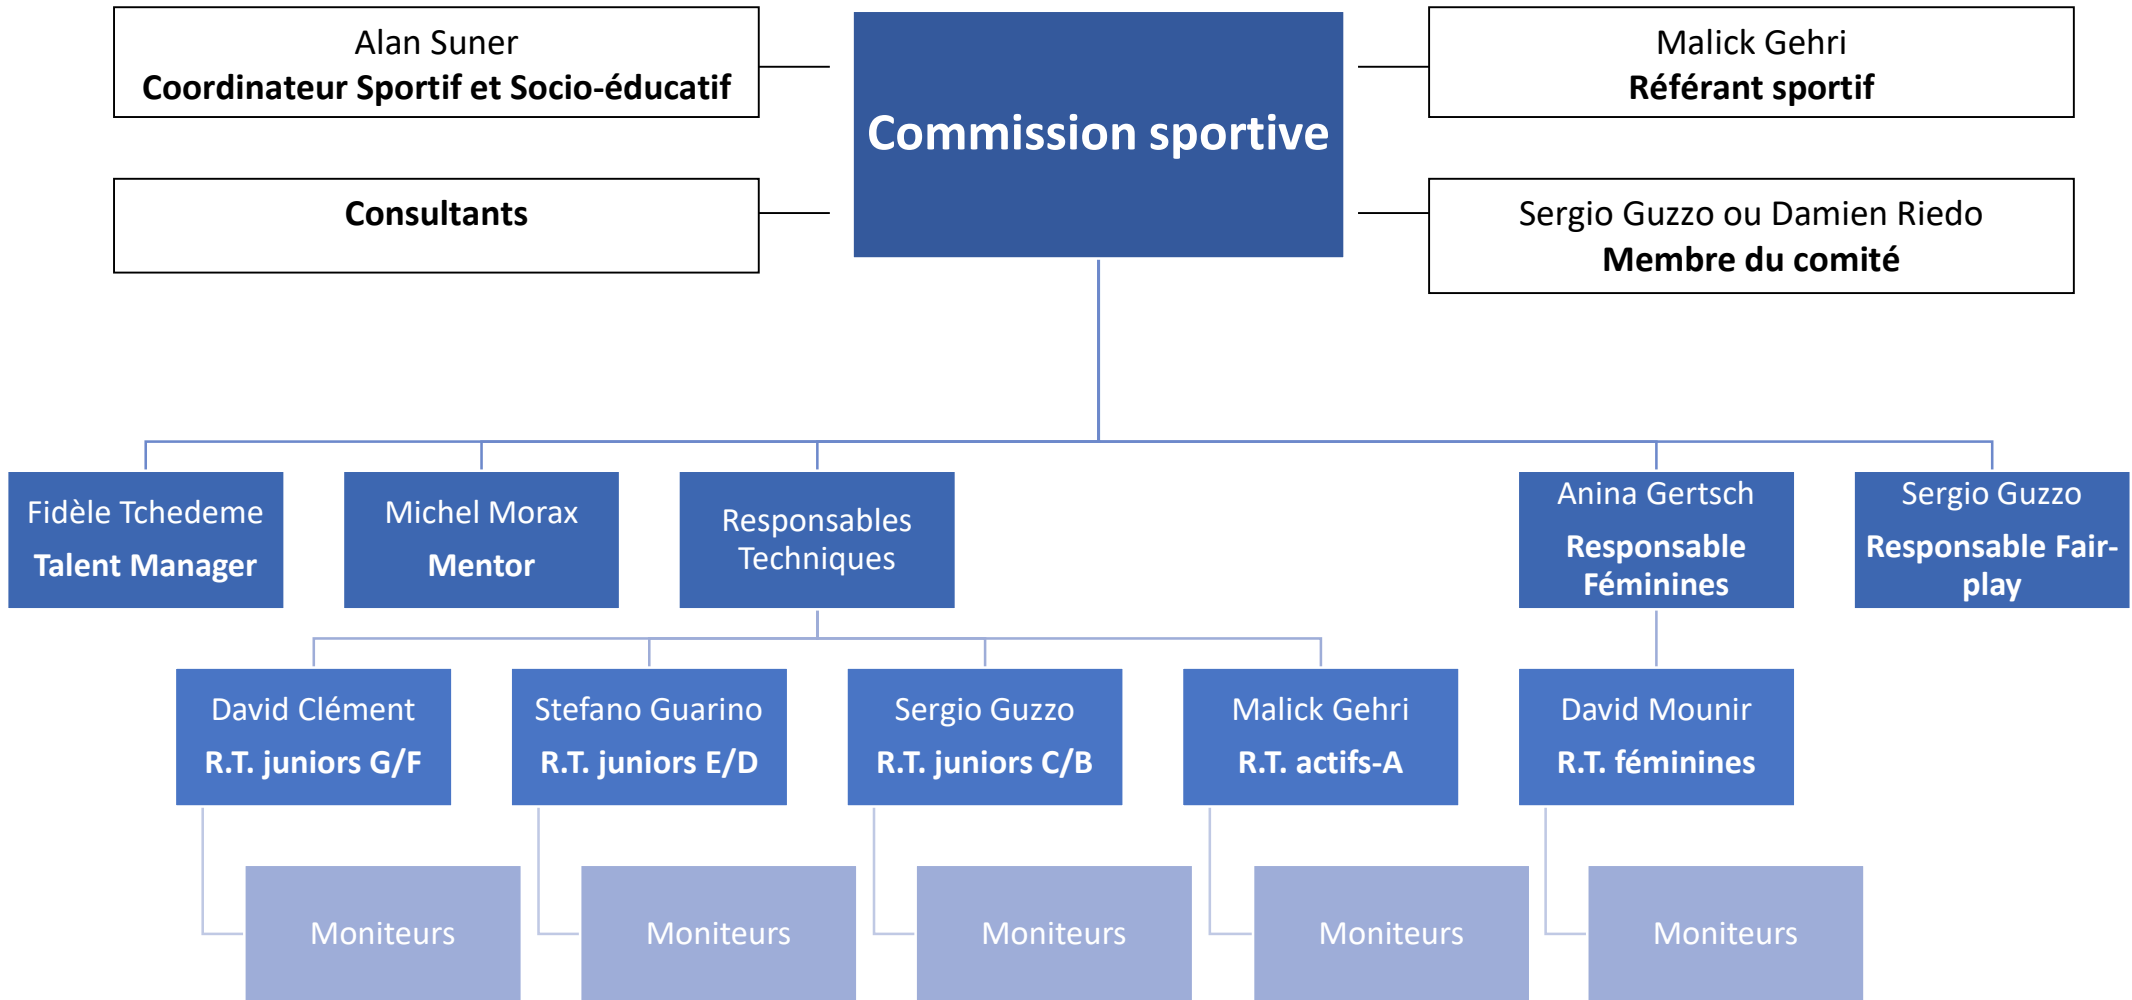 Alan Suner
Coordinateur Sportif et Socio-éducatif
Commission sportive
Malick Gehri
Référant sportif
Consultants
Sergio Guzzo ou Damien Riedo
Membre du comité
Fidèle Tchedeme
Talent Manager
Michel Morax
Mentor
Responsables
Techniques
Anina Gertsch
Responsable
Féminines
Sergio Guzzo
Responsable Fair-
play
David Clément
R.T. juniors G/F
Stefano Guarino
R.T. juniors E/D
Sergio Guzzo
R.T. juniors C/B
Malick Gehri
R.T. actifs-A
David Mounir
R.T. féminines
Moniteurs
Moniteurs
Moniteurs
Moniteurs
Moniteurs